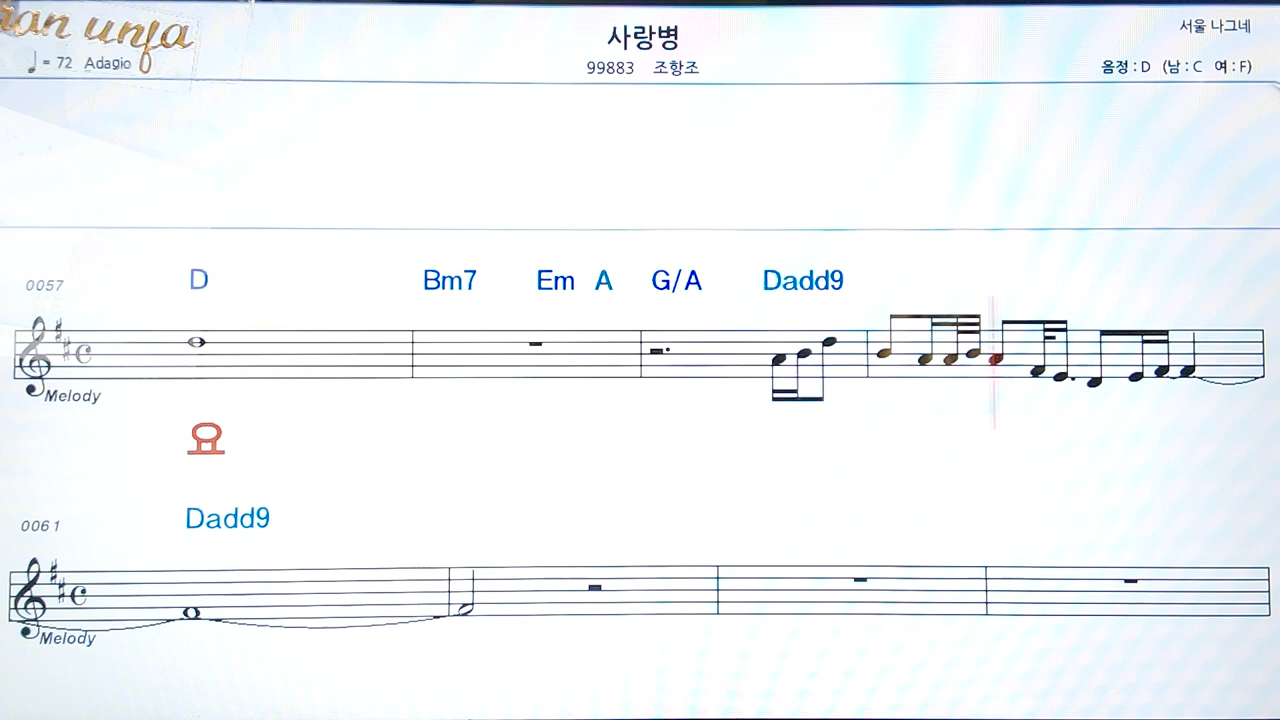 unja
사랑병
서울 나그네
♩= 72 Adagio
99883 조항조
음정 : D (남 : C 여 : F)
0057
D Bm7 Em A G/A Dadd9
Melody
요
0061
Dadd9
Melody